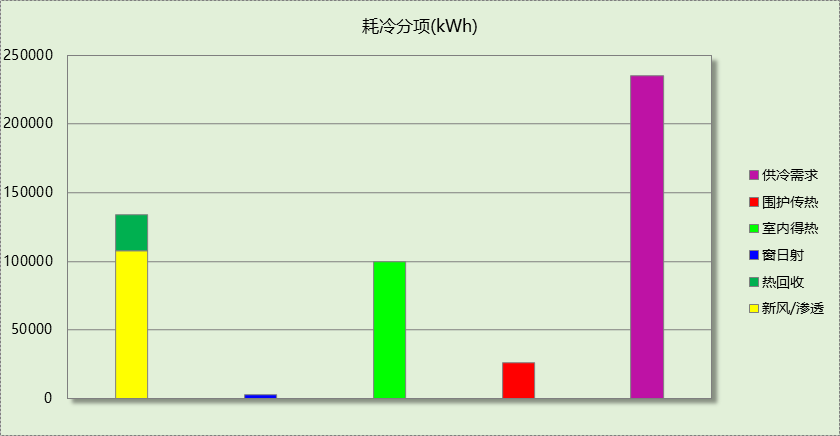 耗冷分项(kWh)
250000
200000
150000
100000
50000
0
供冷需求
围护传热
室内得热
窗日射
热回收
新风/渗透